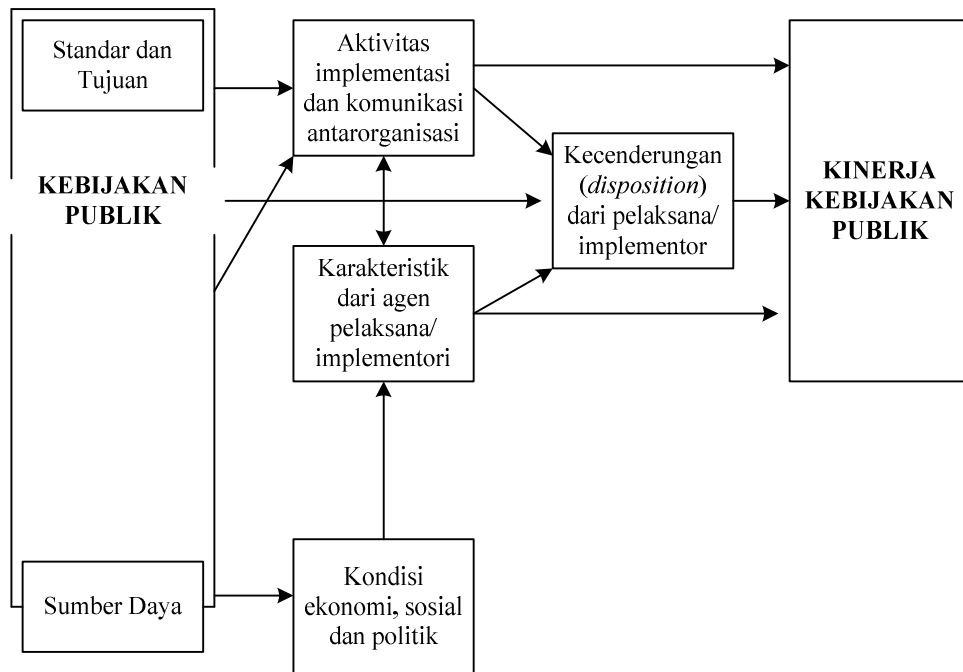 Standar dan
Tujuan
KEBIJAKAN
PUBLIK
Sumber Daya
Aktivitas
implementasi
dan komunikasi
antarorganisasi
Karakteristik
dari agen
pelaksana/
implementori
Kondisi
ekonomi, sosial
dan politik
Kecenderungan
(disposition)
dari pelaksana/
implementor
KINERJA
KEBIJAKAN
PUBLIK